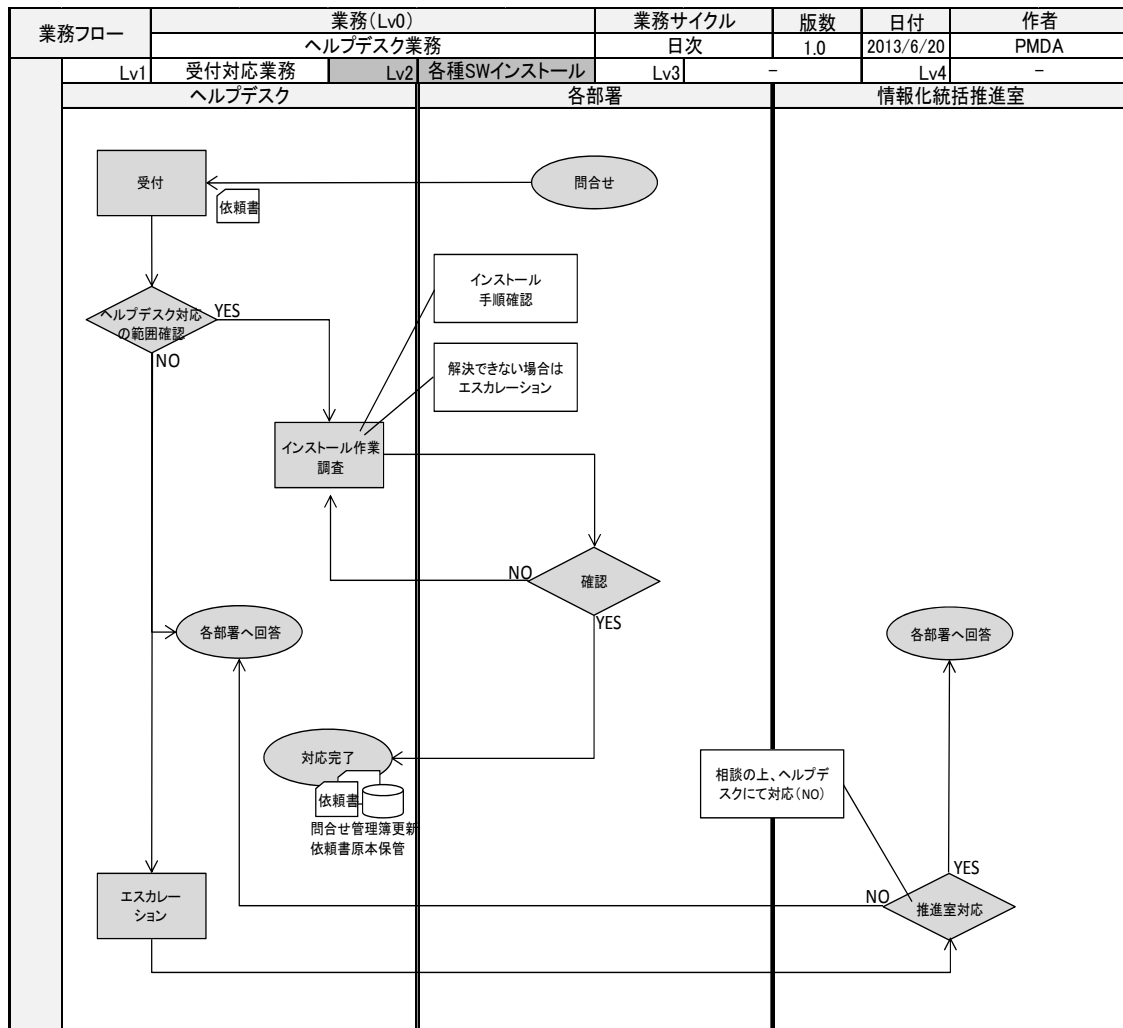 業務フロー
業務(Lv0)
業務サイクル
版数
日付
作者
ヘルプデスク業務
日次
1.0
2013/6/20
PMDA
Lv1
受付対応業務
Lv2
各種SWインストール
Lv3
-
Lv4
-
ヘルプデスク
各部署
情報化統括推進室
受付
依頼書
問合せ
インストール
手順確認
ヘルプデスク対応
の範囲確認
YES
NO
解決できない場合は
エスカレーション
インストール作業
調査
NO
確認
YES
各部署へ回答
各部署へ回答
対応完了
依頼書
問合せ管理簿更新
依頼書原本保管
相談の上、ヘルプデ
スクにて対応(NO)
エスカレー
ション
YES
NO
推進室対応